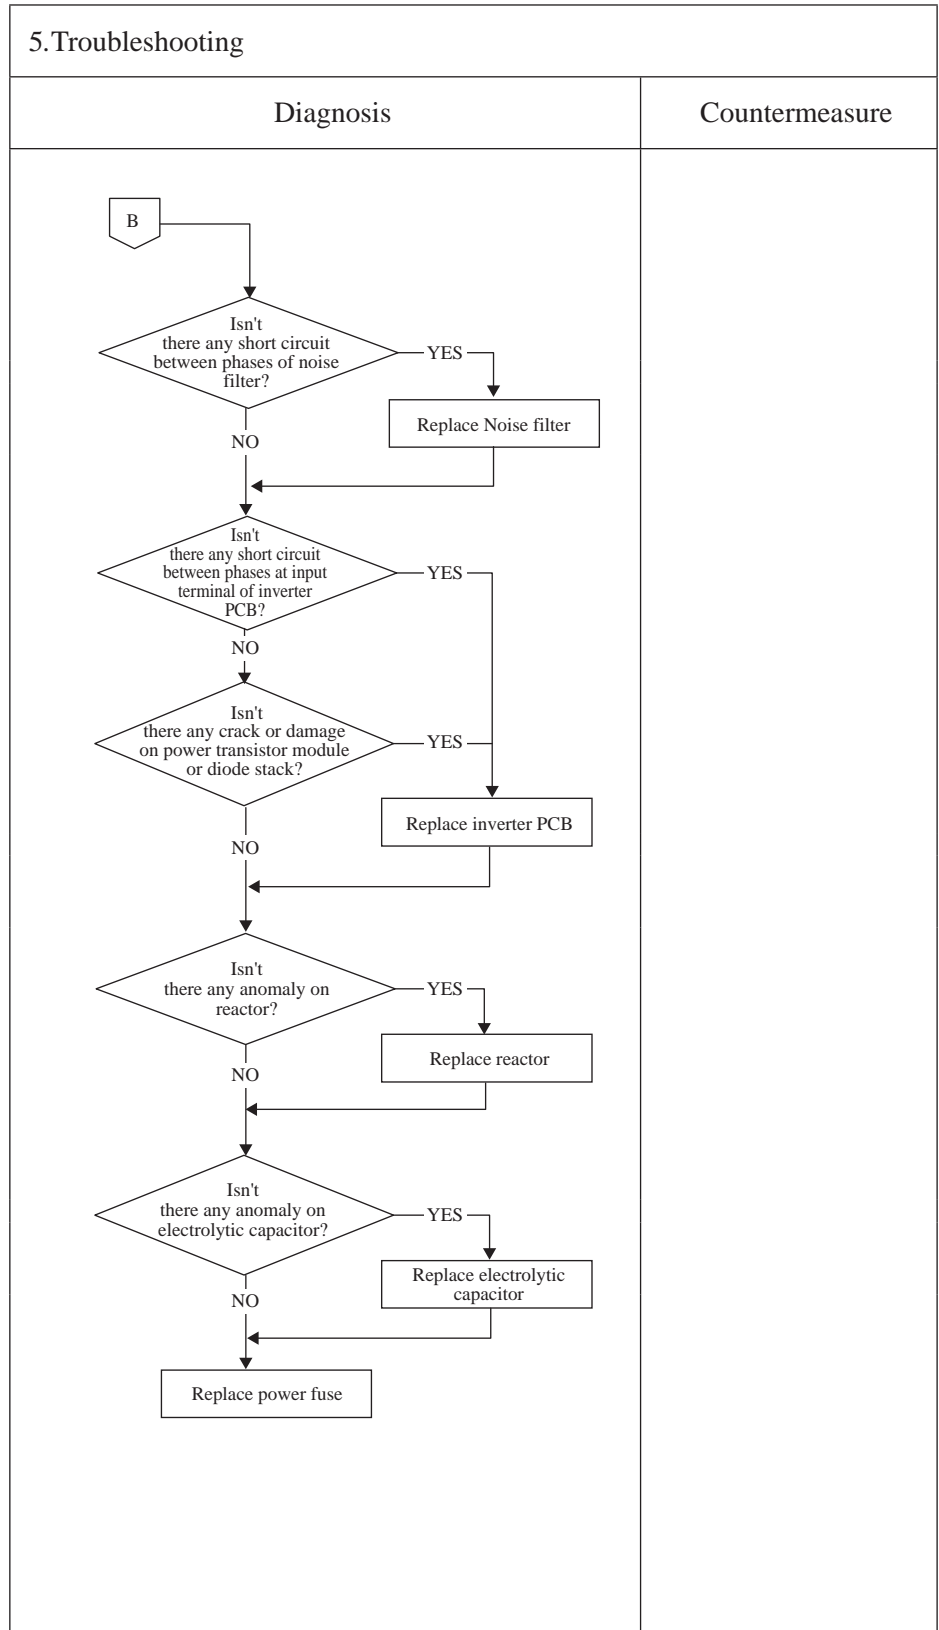 5.Troubleshooting
Diagnosis
Countermeasure
B
Isn't
there any short circuit
between phases of noise
filter?
YES
Replace Noise filter
NO
Isn't
there any short circuit
between phases at input
terminal of inverter
PCB?
YES
NO
Isn't
there any crack or damage
on power transistor module
or diode stack?
YES
Replace inverter PCB
NO
Isn't
there any anomaly on
reactor?
YES
Replace reactor
NO
Isn't
there any anomaly on
electrolytic capacitor?
YES
Replace electrolytic
capacitor
NO
Replace power fuse